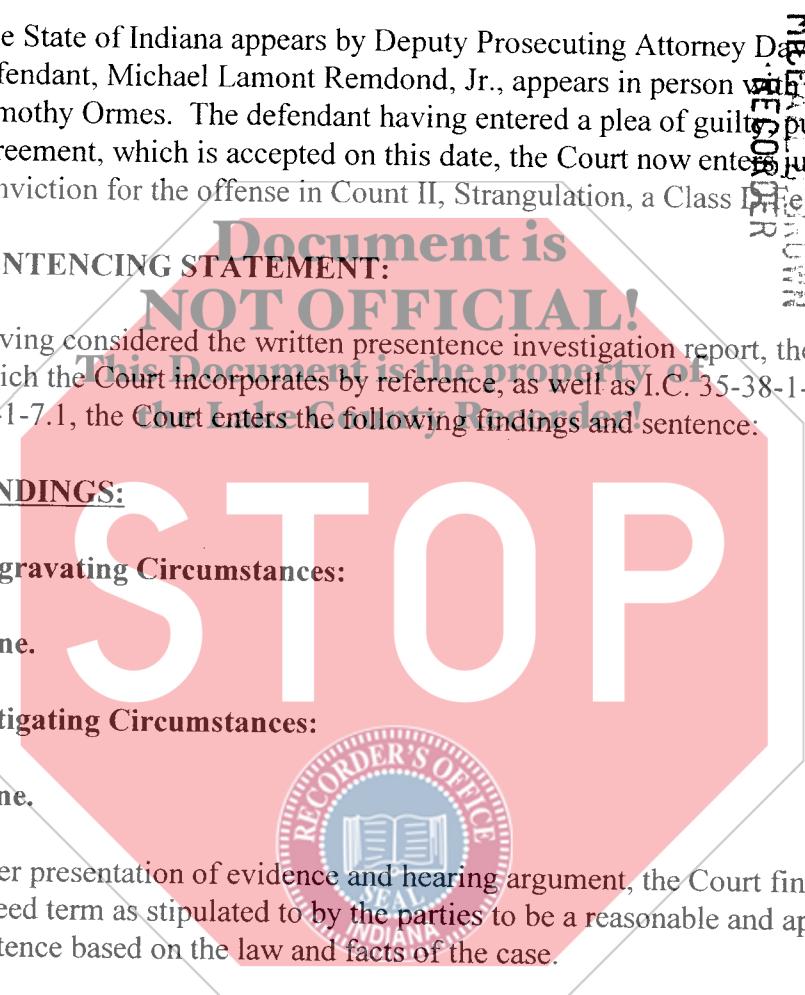 e State of Indiana appears by Deputy Prosecuting Attorney Da
fendant, Michael Lamont Remdond, Jr., appears in person with
mothy Ormes. The defendant having entered a plea of guilty pu
reement, which is accepted on this date, the Court now enters ju
nviction for the offense in Count II, Strangulation, a Class D Fe
RECORDER
BROWN
Document is
ENTENCING STATEMENT:
NOT OFFICIAL!
ving considered the written presentence investigation report, the
This Document is the property of
ich the Court incorporates by reference, as well as I.C. 35-38-1-
the Lake County Recorder!
-1-7.1, the Court enters the following findings and sentence:
NDINGS:
STOP
gravating Circumstances:
ne.
tigating Circumstances:
ne.
RECORDER'S OFFICE
SEAL
INDIANA
er presentation of evidence and hearing argument, the Court fin
eed term as stipulated to by the parties to be a reasonable and ap
tence based on the law and facts of the case.